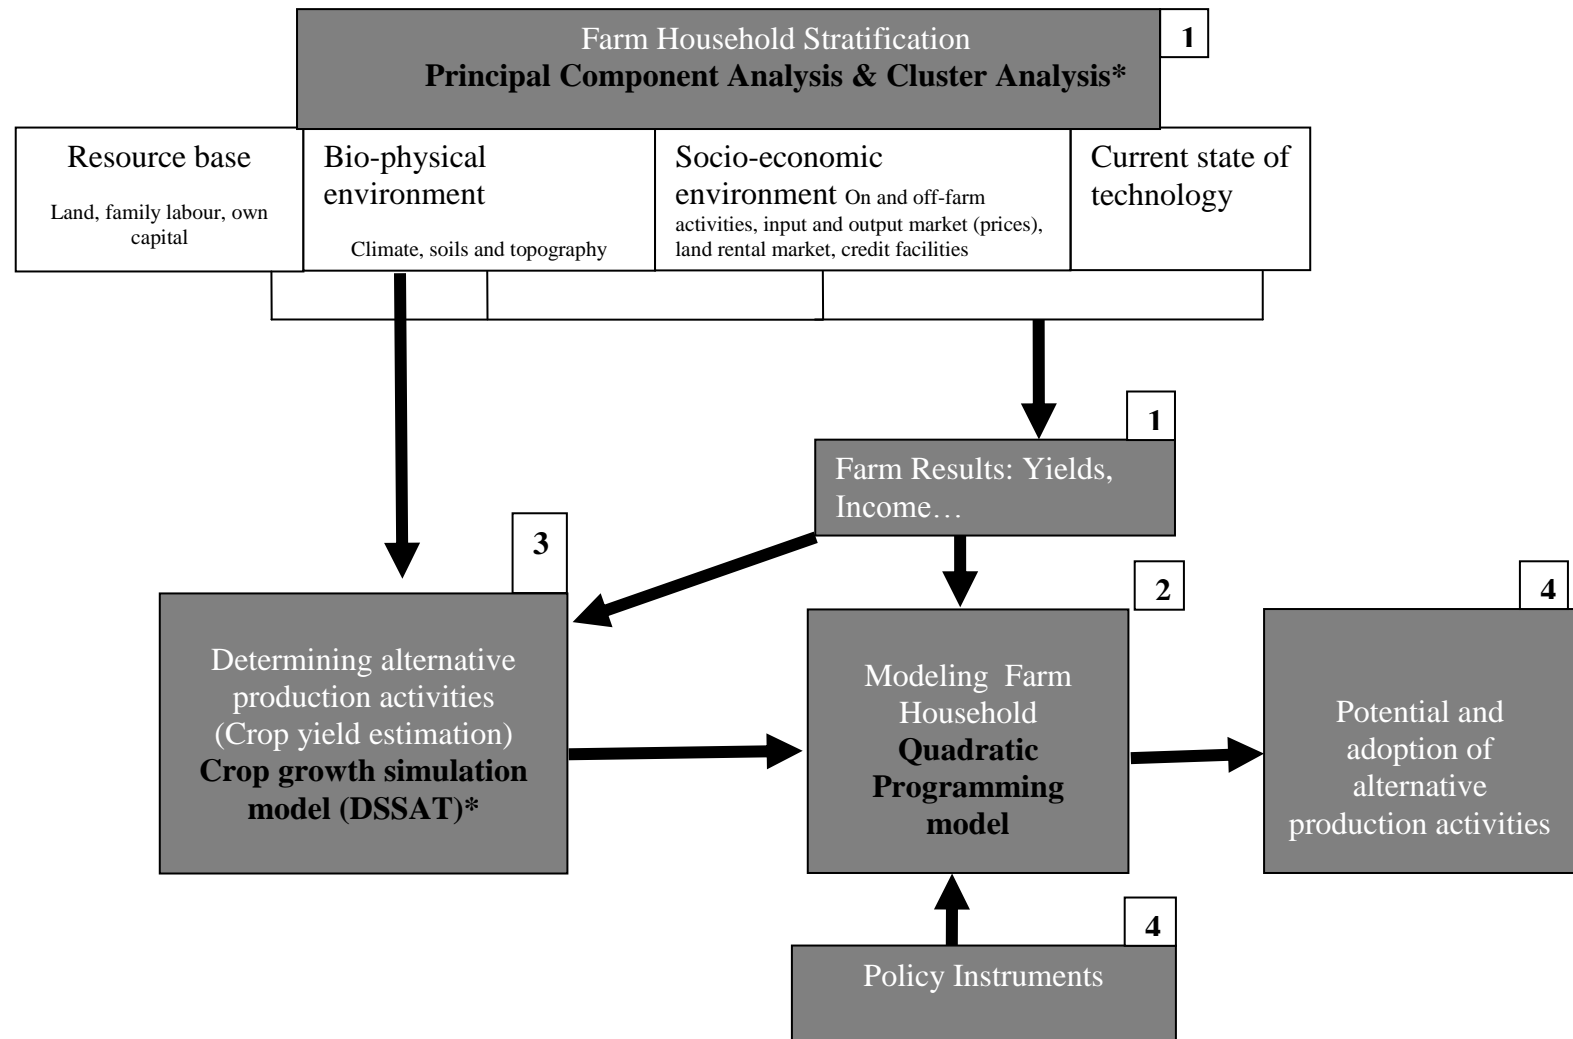 Farm Household Stratification
1
Principal Component Analysis & Cluster Analysis*
Resource base
Land, family labour, own
capital
Bio-physical
environment
Climate, soils and topography
Socio-economic
environment On and off-farm
activities, input and output market (prices),
land rental market, credit facilities
Current state of
technology
1
Farm Results: Yields,
Income…
3
Determining alternative
production activities
(Crop yield estimation)
Crop growth simulation
model (DSSAT)*
2
Modeling Farm
Household
Quadratic
Programming
model
4
Potential and
adoption of
alternative
production activities
4
Policy Instruments